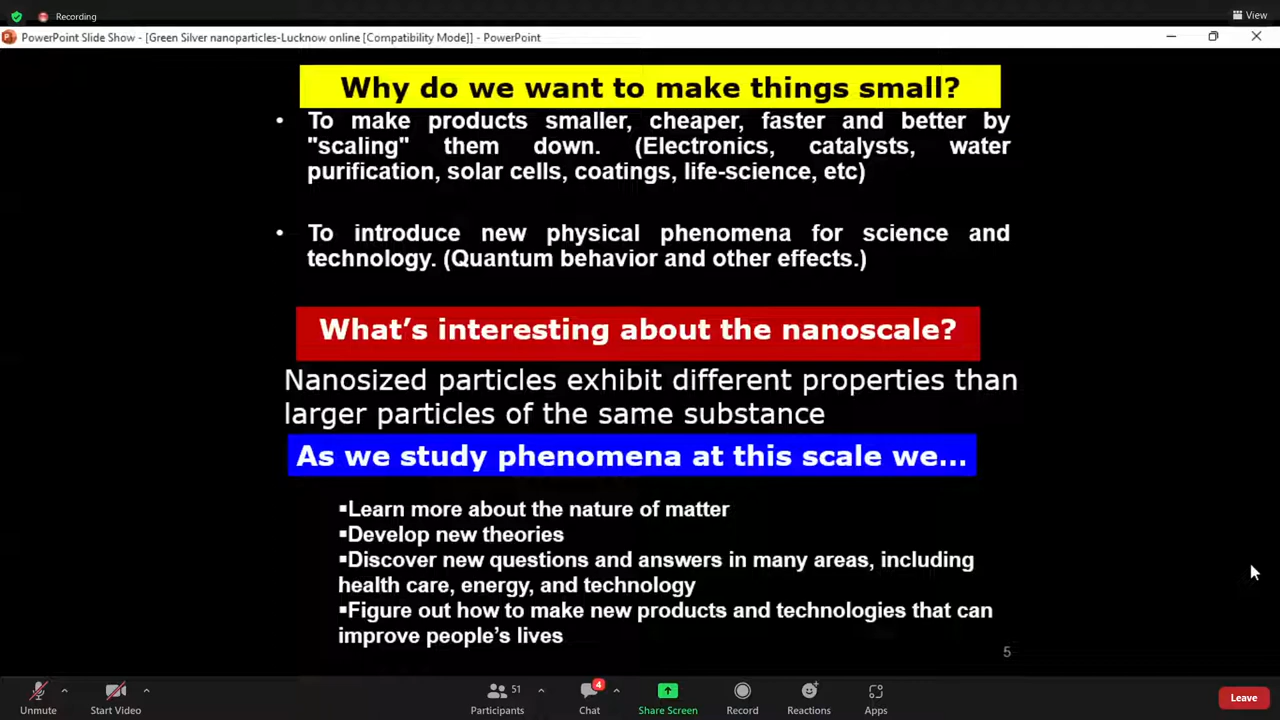 Recording
View
PowerPoint Slide Show - [Green Silver nanoparticles-Lucknow online [Compatibility Mode]] - PowerPoint
Why do we want to make things small?
• To make products smaller, cheaper, faster and better by
"scaling" them down. (Electronics, catalysts, water
purification, solar cells, coatings, life-science, etc)
• To introduce new physical phenomena for science and
technology. (Quantum behavior and other effects.)
What’s interesting about the nanoscale?
Nanosized particles exhibit different properties than
larger particles of the same substance
As we study phenomena at this scale we...
▪Learn more about the nature of matter
▪Develop new theories
▪Discover new questions and answers in many areas, including
health care, energy, and technology
▪Figure out how to make new products and technologies that can
improve people’s lives
5
51
4
Unmute
Start Video
Participants
Chat
Share Screen
Record
Reactions
Apps
Leave